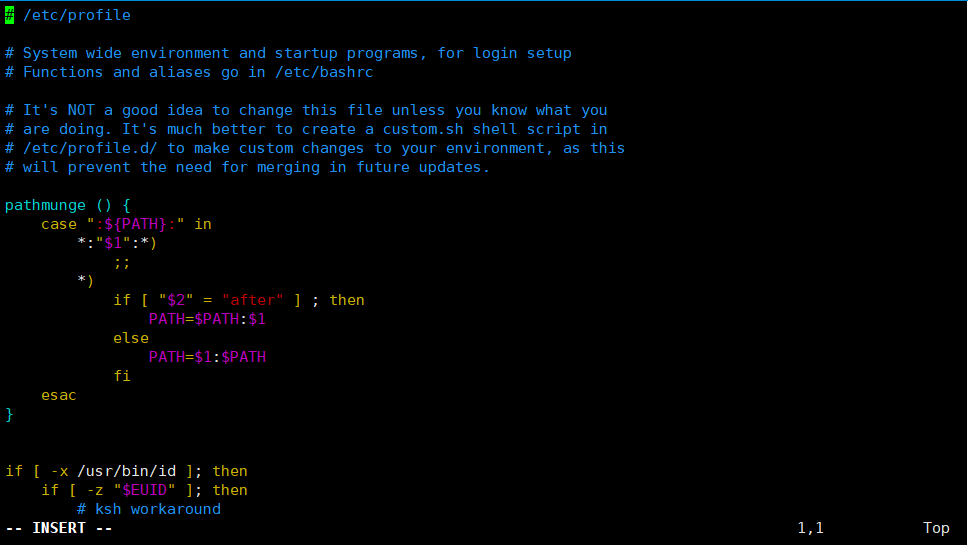 # /etc/profile
# System wide environment and startup programs, for login setup
# Functions and aliases go in /etc/bashrc
# It's NOT a good idea to change this file unless you know what you
# are doing. It's much better to create a custom.sh shell script in
# /etc/profile.d/ to make custom changes to your environment, as this
# will prevent the need for merging in future updates.
pathmunge () {
    case ":${PATH}:" in
        *:"$1":*)
            ;;
        *)
            if [ "$2" = "after" ] ; then
                PATH=$PATH:$1
            else
                PATH=$1:$PATH
            fi
    esac
}
if [ -x /usr/bin/id ]; then
    if [ -z "$EUID" ]; then
        # ksh workaround
-- INSERT -- 1,1 Top